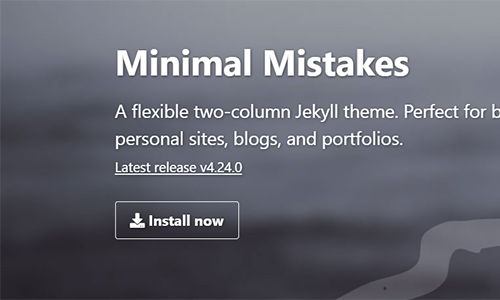 Minimal Mistakes
A flexible two-column Jekyll theme. Perfect for
personal sites, blogs, and portfolios.
Latest release v4.24.0
Install now